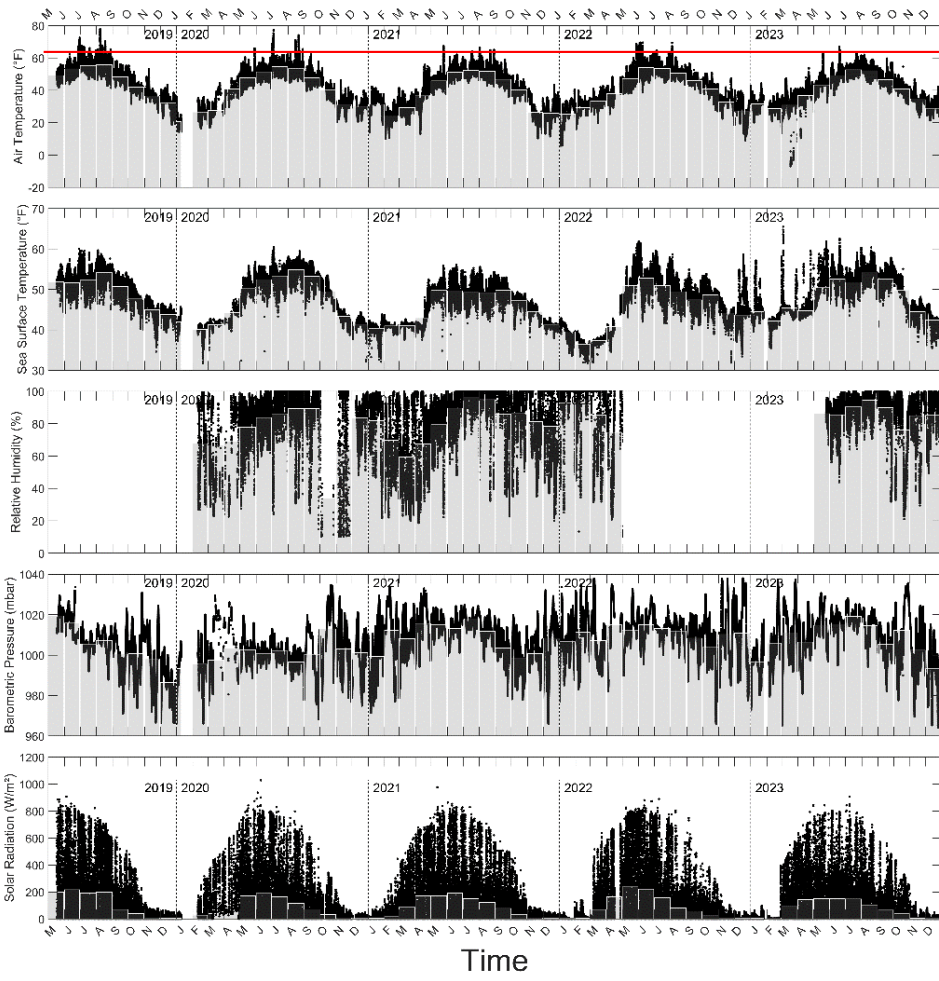 M J J A S O N D J F M A M J J A S O N D J F M A M J J A S O N D J F M A M J J A S O N D J F M A M J J A S O N D
80
60
40
20
0
-20
Air Temperature (°F)
2019 2020 2021 2022 2023
70
60
50
40
30
Sea Surface Temperature (°F)
2019 2020 2021 2022 2023
100
80
60
40
20
0
Relative Humidity (%)
2019 2023
1040
1020
1000
980
960
Barometric Pressure (mbar)
2019 2020 2021 2022 2023
1200
1000
800
600
400
200
0
Solar Radiation (W/m²)
2019 2020 2021 2022 2023
M J J A S O N D J F M A M J J A S O N D J F M A M J J A S O N D J F M A M J J A S O N D J F M A M J J A S O N D
Time